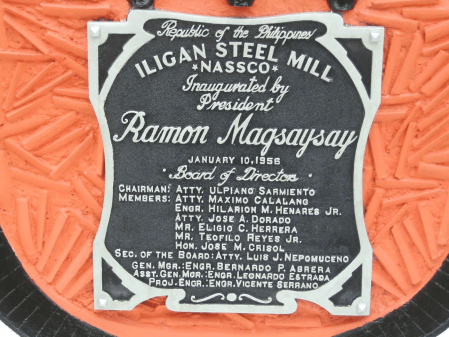 Republic of the Philippines
ILIGAN STEEL MILL
*NASSCO*
Inaugurated by
President
Ramon Magsaysay
JANUARY 10, 1956
· Board of Directors ·
CHAIRMAN: ATTY. ULPIANO SARMIENTO
MEMBERS: ATTY. MAXIMO CALALANG
ENGR. HILARION M. HENARES JR.
ATTY. JOSE A. DORADO
MR. ELIGIO C. HERRERA
MR. TEOFILO REYES JR.
HON. JOSE M. CRISOL
SEC. OF THE BOARD: ATTY. LUIS J. NEPOMUCENO
GEN. MGR.: ENGR. BERNARDO P. ABRERA
ASST. GEN. MGR.: ENGR. LEONARDO ESTRADA
PROJ. ENGR.: ENGR. VICENTE SERRANO